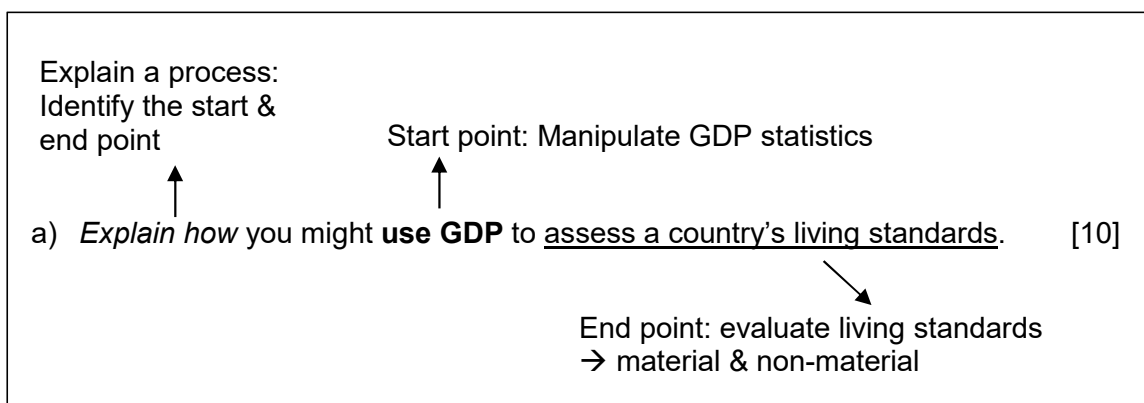 Explain a process:
Identify the start &
end point
Start point: Manipulate GDP statistics
a) Explain how you might use GDP to assess a country's living standards. [10]
End point: evaluate living standards
→ material & non-material